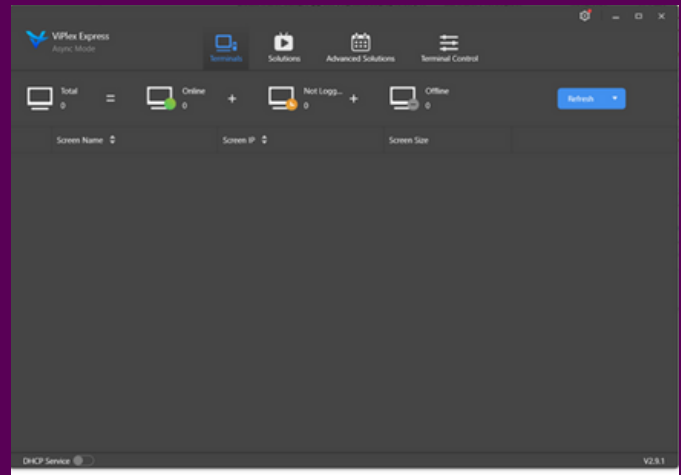 ViPlex Express
Async Mode
Terminals
Solutions
Advanced Solutions
Terminal Control
Total
0
=
Online
0
+
Not Logg...
0
+
Offline
0
Refresh
Screen Name
Screen IP
Screen Size
DHCP Service
V2.9.1